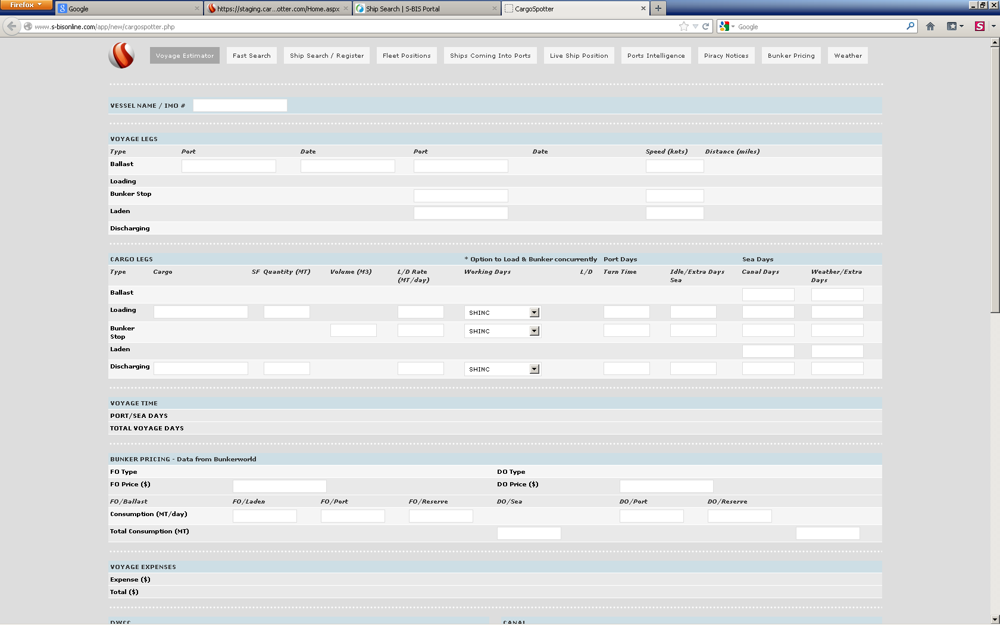 Firefox
Google
https://staging.car...otter.com/Home.aspx
Ship Search | S-BIS Portal
CargoSpotter
www.s-bisonline.com/app/new/cargospotter.php
Google
Voyage Estimator
Fast Search
Ship Search / Register
Fleet Positions
Ships Coming Into Ports
Live Ship Position
Ports Intelligence
Piracy Notices
Bunker Pricing
Weather
VESSEL NAME / IMO #
VOYAGE LEGS
Type Port Date Port Date Speed (knts) Distance (miles)
Ballast
Loading
Bunker Stop
Laden
Discharging
CARGO LEGS * Option to Load & Bunker concurrently Port Days Sea Days
Type Cargo SF Quantity (MT) Volume (M3) L/D Rate (MT/day) Working Days L/D Turn Time Idle/Extra Days Sea Canal Days Weather/Extra Days
Ballast
Loading SHINC
Bunker Stop SHINC
Laden
Discharging SHINC
VOYAGE TIME
PORT/SEA DAYS
TOTAL VOYAGE DAYS
BUNKER PRICING - Data from Bunkerworld
FO Type DO Type
FO Price ($) DO Price ($)
FO/Ballast FO/Laden FO/Port FO/Reserve DO/Sea DO/Port DO/Reserve
Consumption (MT/day)
Total Consumption (MT)
VOYAGE EXPENSES
Expense ($)
Total ($)
DWCC CANAL